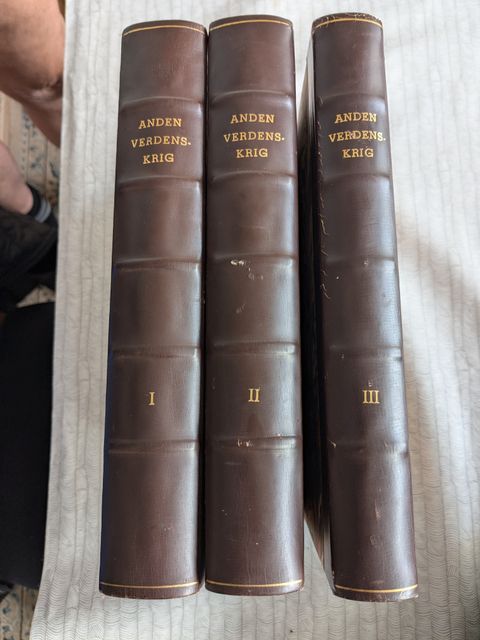 ANDEN
VERDENS-
KRIG
I
ANDEN
VERDENS-
KRIG
II
ANDEN
VERDENS-
KRIG
III